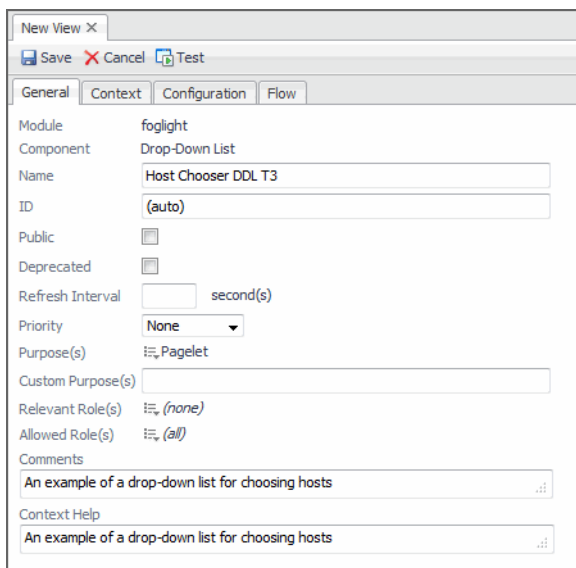 New View
Save Cancel Test
General Context Configuration Flow
Module foglight
Component Drop-Down List
Name Host Chooser DDL T3
ID (auto)
Public
Deprecated
Refresh Interval second(s)
Priority None
Purpose(s) Pagelet
Custom Purpose(s)
Relevant Role(s) (none)
Allowed Role(s) (all)
Comments
An example of a drop-down list for choosing hosts
Context Help
An example of a drop-down list for choosing hosts